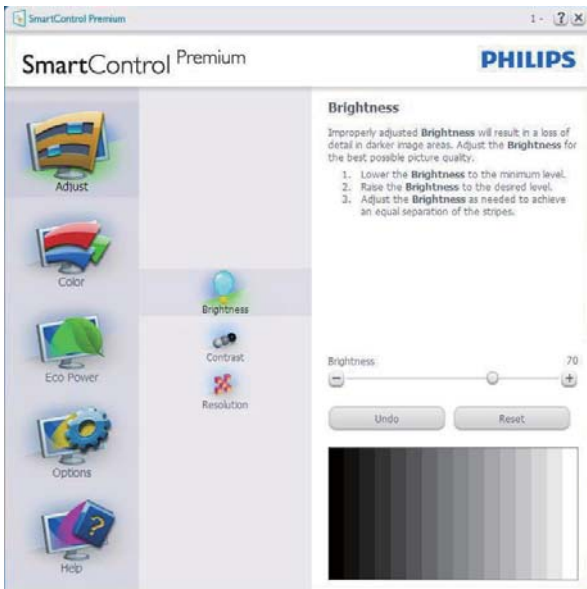 SmartControl Premium
1 -
?
SmartControl Premium
PHILIPS
Adjust
Color
Eco Power
Options
Help
Brightness
Contrast
Resolution
Brightness
Improperly adjusted Brightness will result in a loss of
detail in darker image areas. Adjust the Brightness for
the best possible picture quality.
1. Lower the Brightness to the minimum level.
2. Raise the Brightness to the desired level.
3. Adjust the Brightness as needed to achieve
an equal separation of the stripes.
Brightness 70
Undo Reset